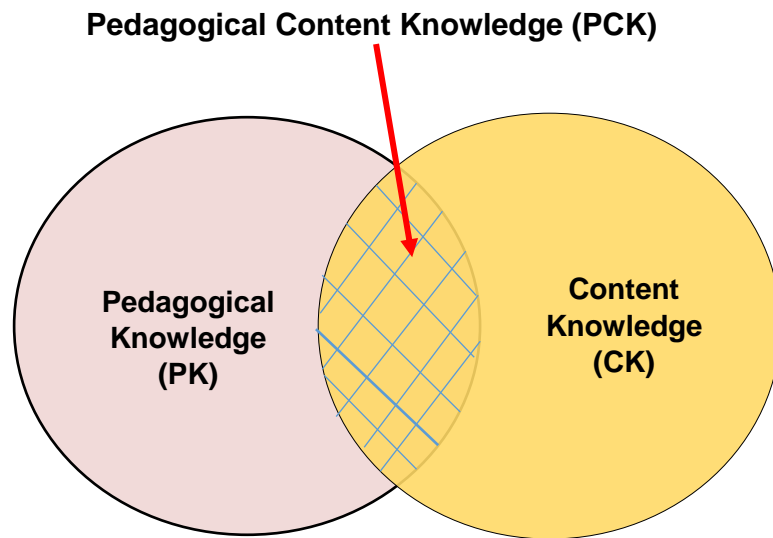 Pedagogical Content Knowledge (PCK)
Pedagogical
Knowledge
(PK)
Content
Knowledge
(CK)